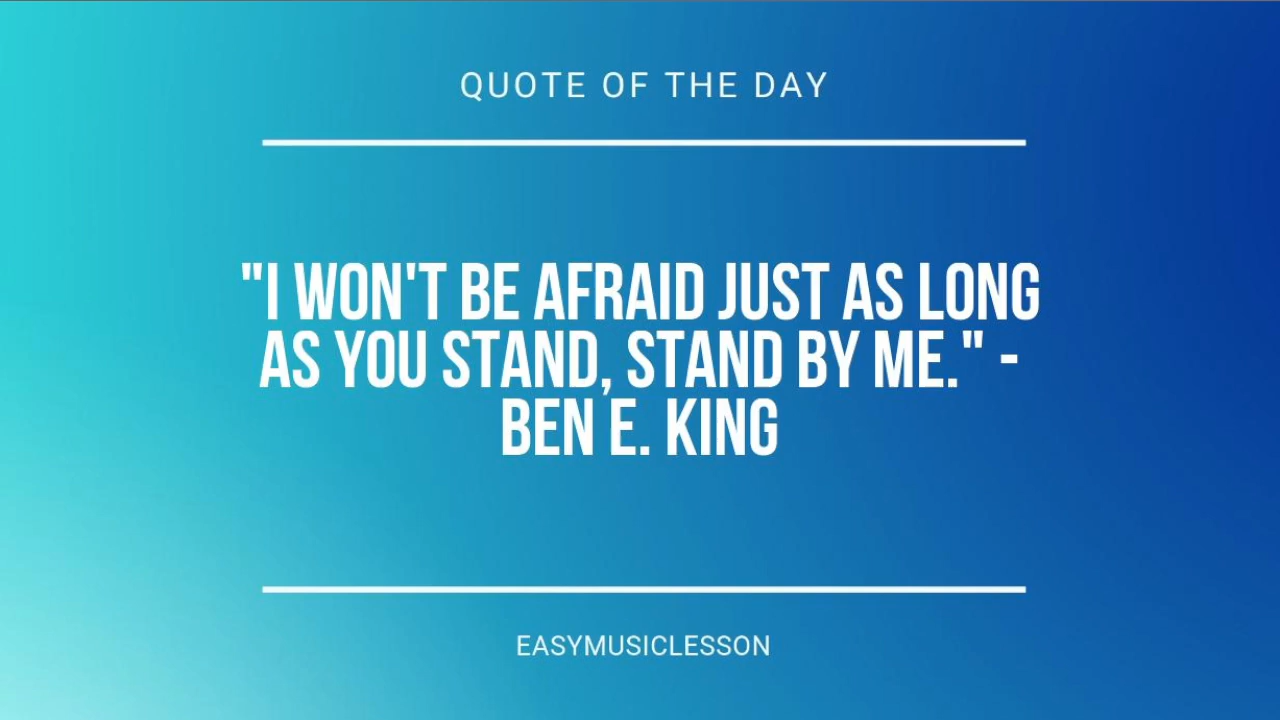 QUOTE OF THE DAY
"I WON'T BE AFRAID JUST AS LONG
AS YOU STAND, STAND BY ME." -
BEN E. KING
EASYMUSICLESSON